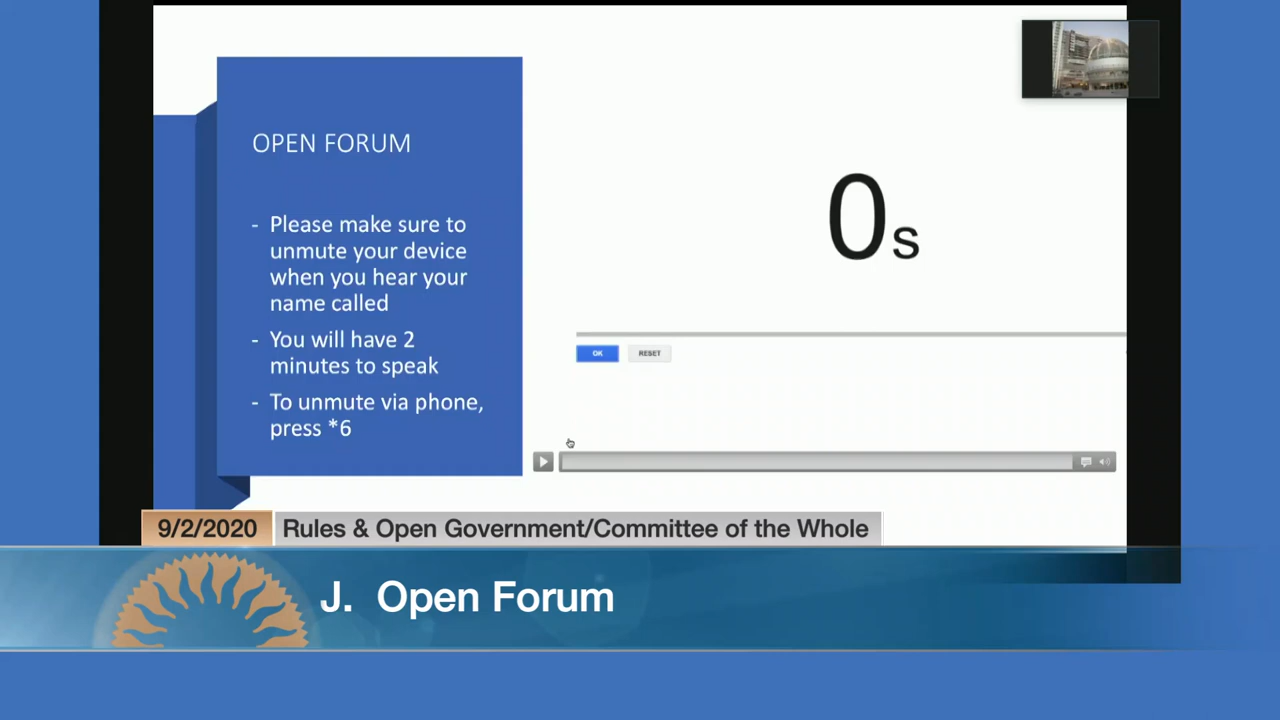 OPEN FORUM
- Please make sure to
unmute your device
when you hear your
name called
- You will have 2
minutes to speak
- To unmute via phone,
press *6
0s
OK
RESET
9/2/2020
Rules & Open Government/Committee of the Whole
J. Open Forum